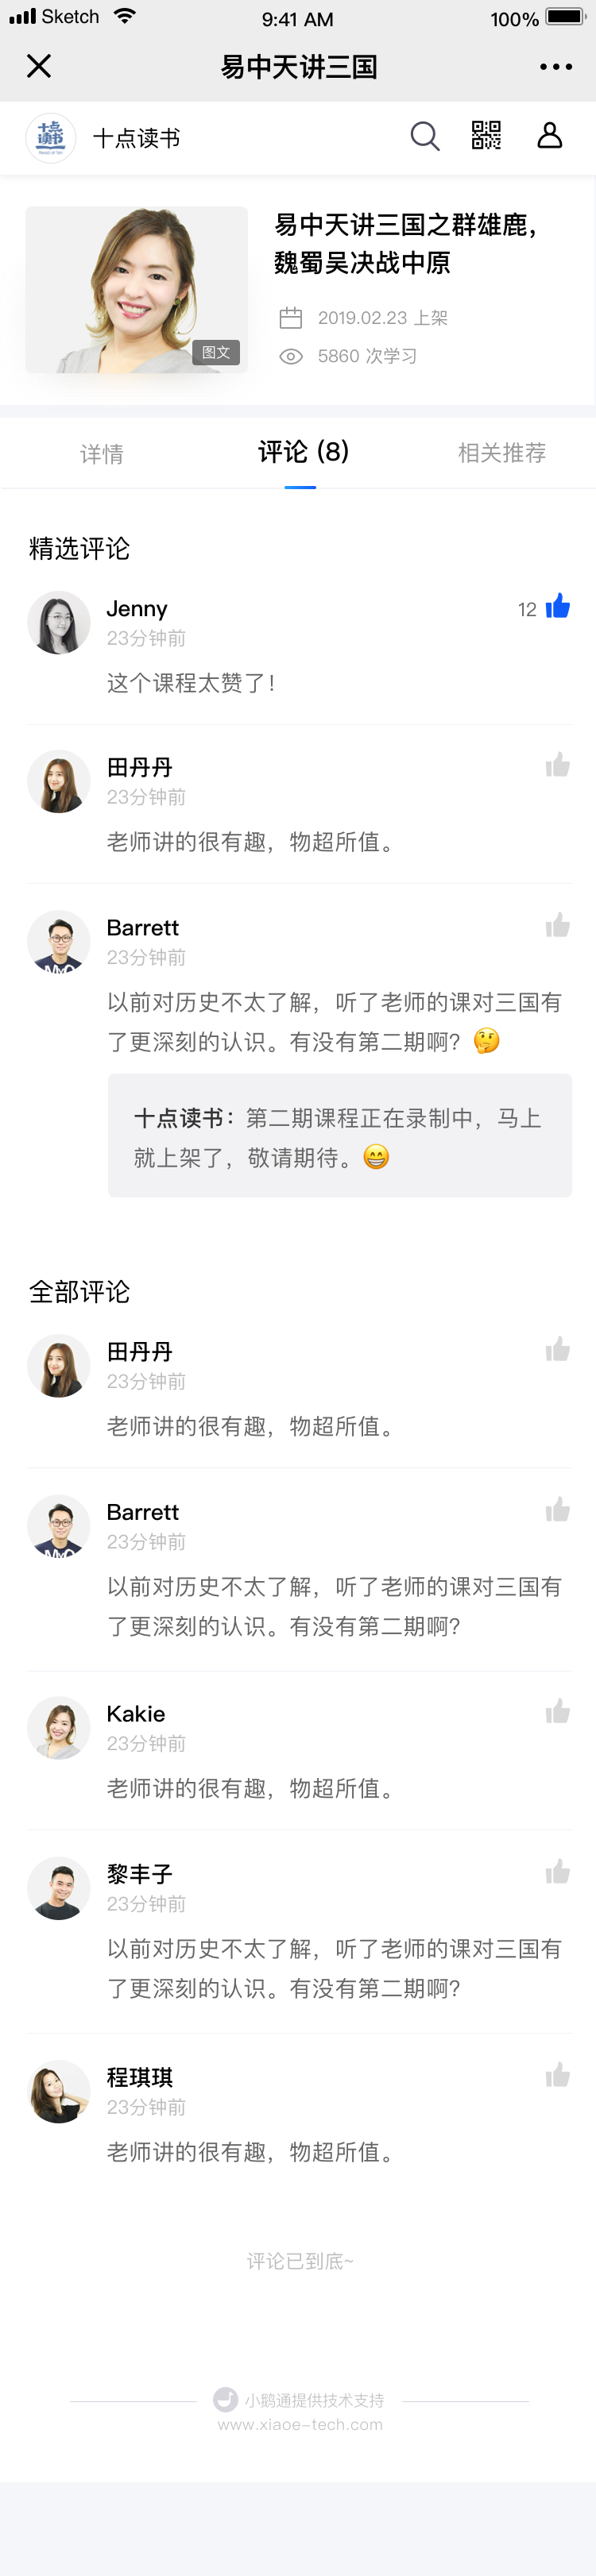 Sketch 9:41 AM 100%
易中天讲三国
十点读书 十点读书
易中天讲三国之群雄鹿，
魏蜀吴决战中原
2019.02.23 上架
5860 次学习
图文
详情 评论 (8) 相关推荐
精选评论
Jenny 12
23分钟前
这个课程太赞了！
田丹丹
23分钟前
老师讲的很有趣，物超所值。
Barrett
23分钟前
以前对历史不太了解，听了老师的课对三国有
了更深刻的认识。有没有第二期啊？🤔
十点读书：第二期课程正在录制中，马上
就上架了，敬请期待。😁
全部评论
田丹丹
23分钟前
老师讲的很有趣，物超所值。
Barrett
23分钟前
以前对历史不太了解，听了老师的课对三国有
了更深刻的认识。有没有第二期啊？
Kakie
23分钟前
老师讲的很有趣，物超所值。
黎丰子
23分钟前
以前对历史不太了解，听了老师的课对三国有
了更深刻的认识。有没有第二期啊？
程琪琪
23分钟前
老师讲的很有趣，物超所值。
评论已到底~
小鹅通提供技术支持
www.xiaoe-tech.com